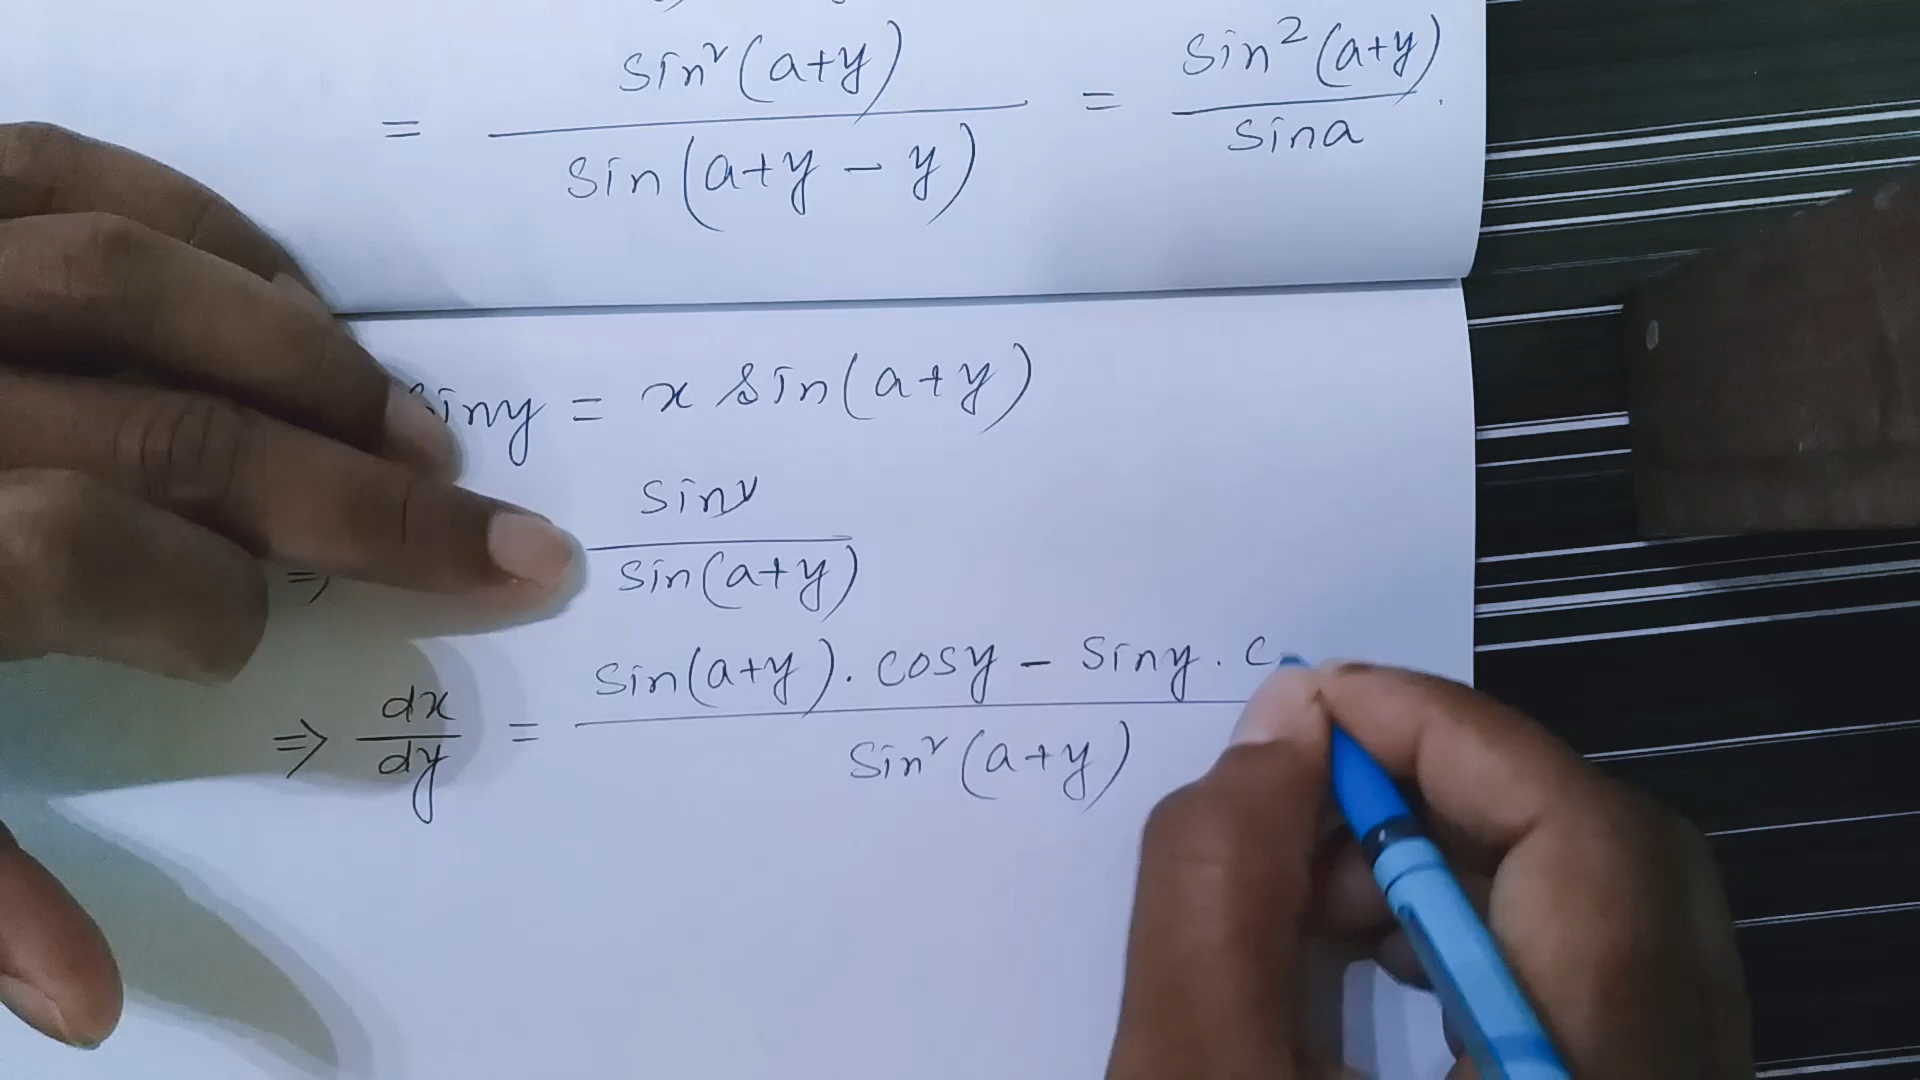 = sin²(a+y) / sin(a+y-y) = sin²(a+y) / sina.
siny = x sin(a+y)
⇒ siny / sin(a+y)
⇒ dx/dy = sin(a+y). cosy - siny. c / sin²(a+y)